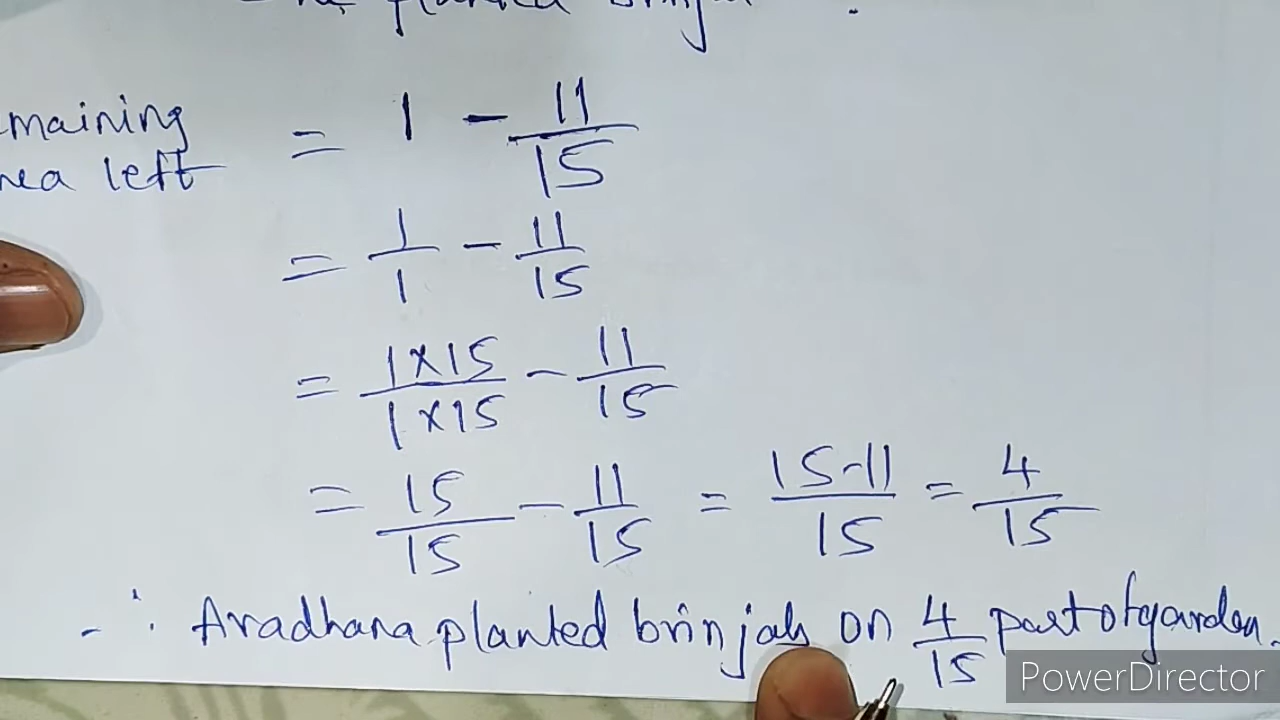 planted
maining = 1 - 11/15
left
= 1/1 - 11/15
= 1×15/1×15 - 11/15
= 15/15 - 11/15 = 15-11/15 = 4/15
∴ Aradhana planted brinjals on 4/15 part of garden.
PowerDirector